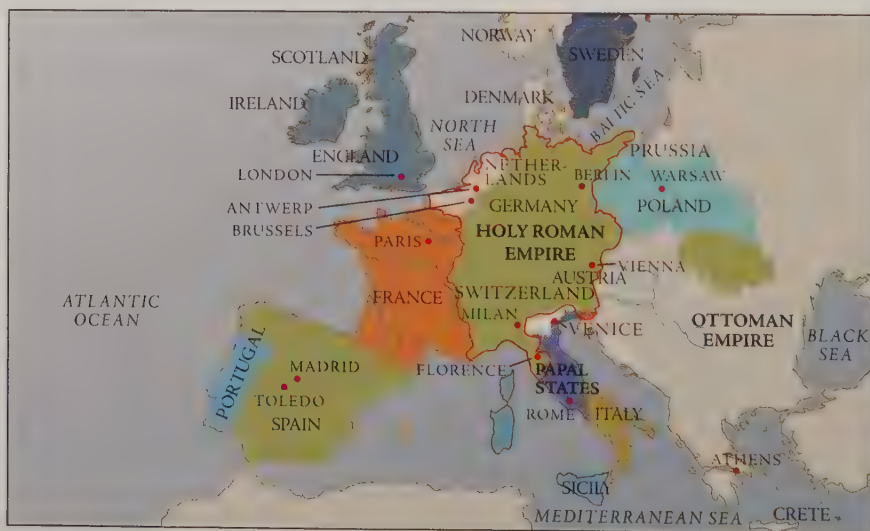 NORWAY
SCOTLAND
SWEDEN
BALTIC SEA
DENMARK
IRELAND
NORTH
SEA
ENGLAND
PRUSSIA
NETHER-
LANDS
LONDON
BERLIN
WARSAW
ANTWERP
GERMANY
POLAND
BRUSSELS
PARIS
HOLY ROMAN
EMPIRE
VIENNA
AUSTRIA
ATLANTIC
OCEAN
FRANCE
SWITZERLAND
MILAN
VENICE
OTTOMAN
EMPIRE
BLACK
SEA
PORTUGAL
MADRID
FLORENCE
PAPAL
STATES
TOLEDO
SPAIN
ROME
ITALY
ATHENS
SICILY
MEDITERRANEAN SEA
CRETE